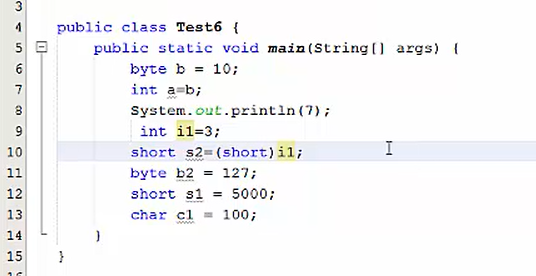 3
4 public class Test6 {
5 public static void main(String[] args) {
6 byte b = 10;
7 int a=b;
8 System.out.println(7);
9 int i1=3;
10 short s2=(short)i1;
11 byte b2 = 127;
12 short s1 = 5000;
13 char c1 = 100;
14 }
15 }